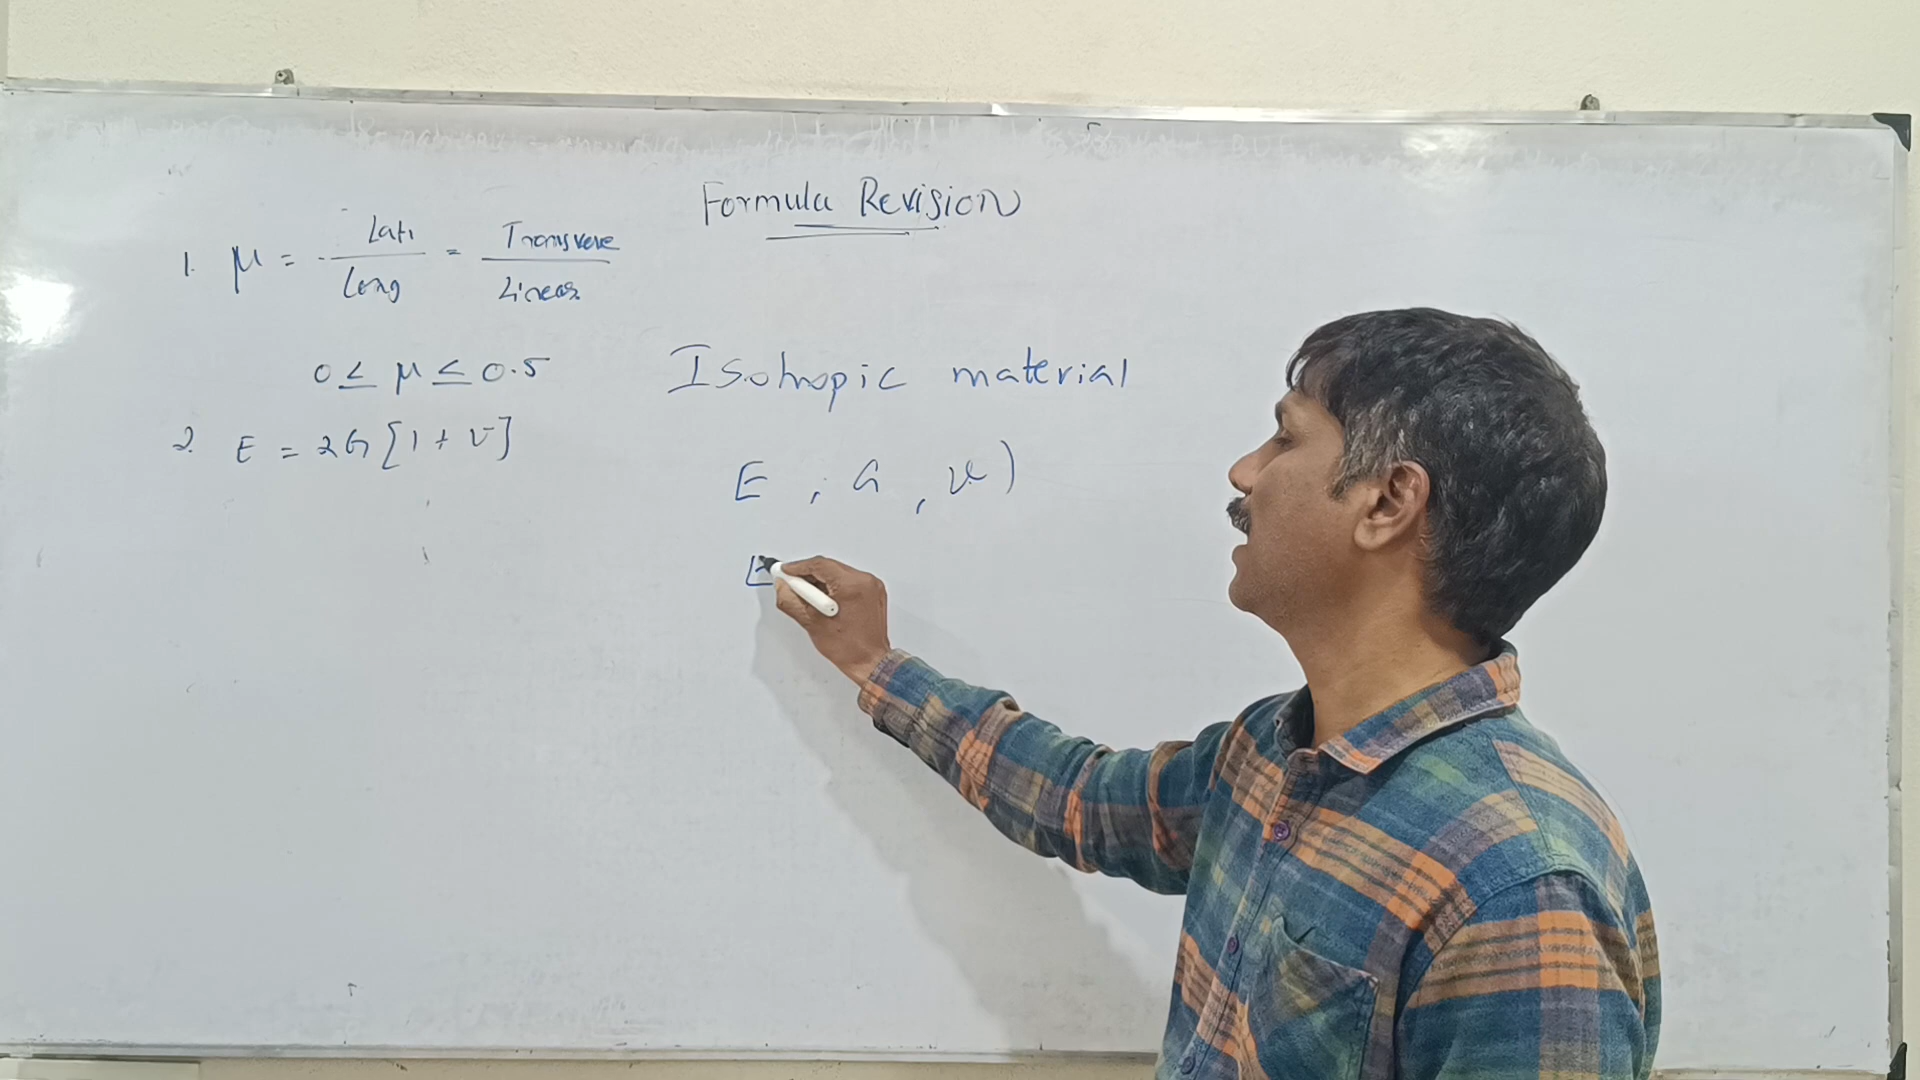 Formula Revision
1. μ = - Lati / Long = Transvere / Linear
0 ≤ μ ≤ 0.5
Isotropic material
2. E = 2G[1 + ν]
E , G , ν)
E